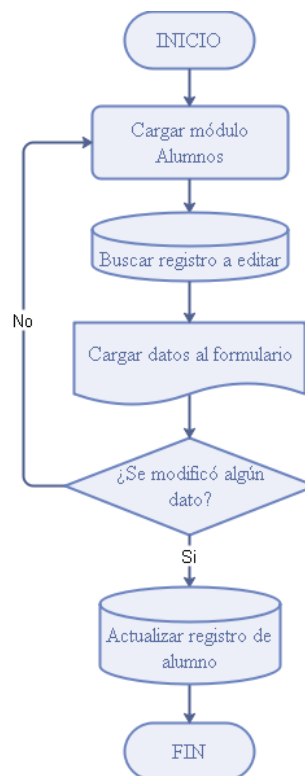 INICIO
Cargar módulo
Alumnos
Buscar registro a editar
No
Cargar datos al formulario
¿Se modificó algún
dato?
Si
Actualizar registro de
alumno
FIN